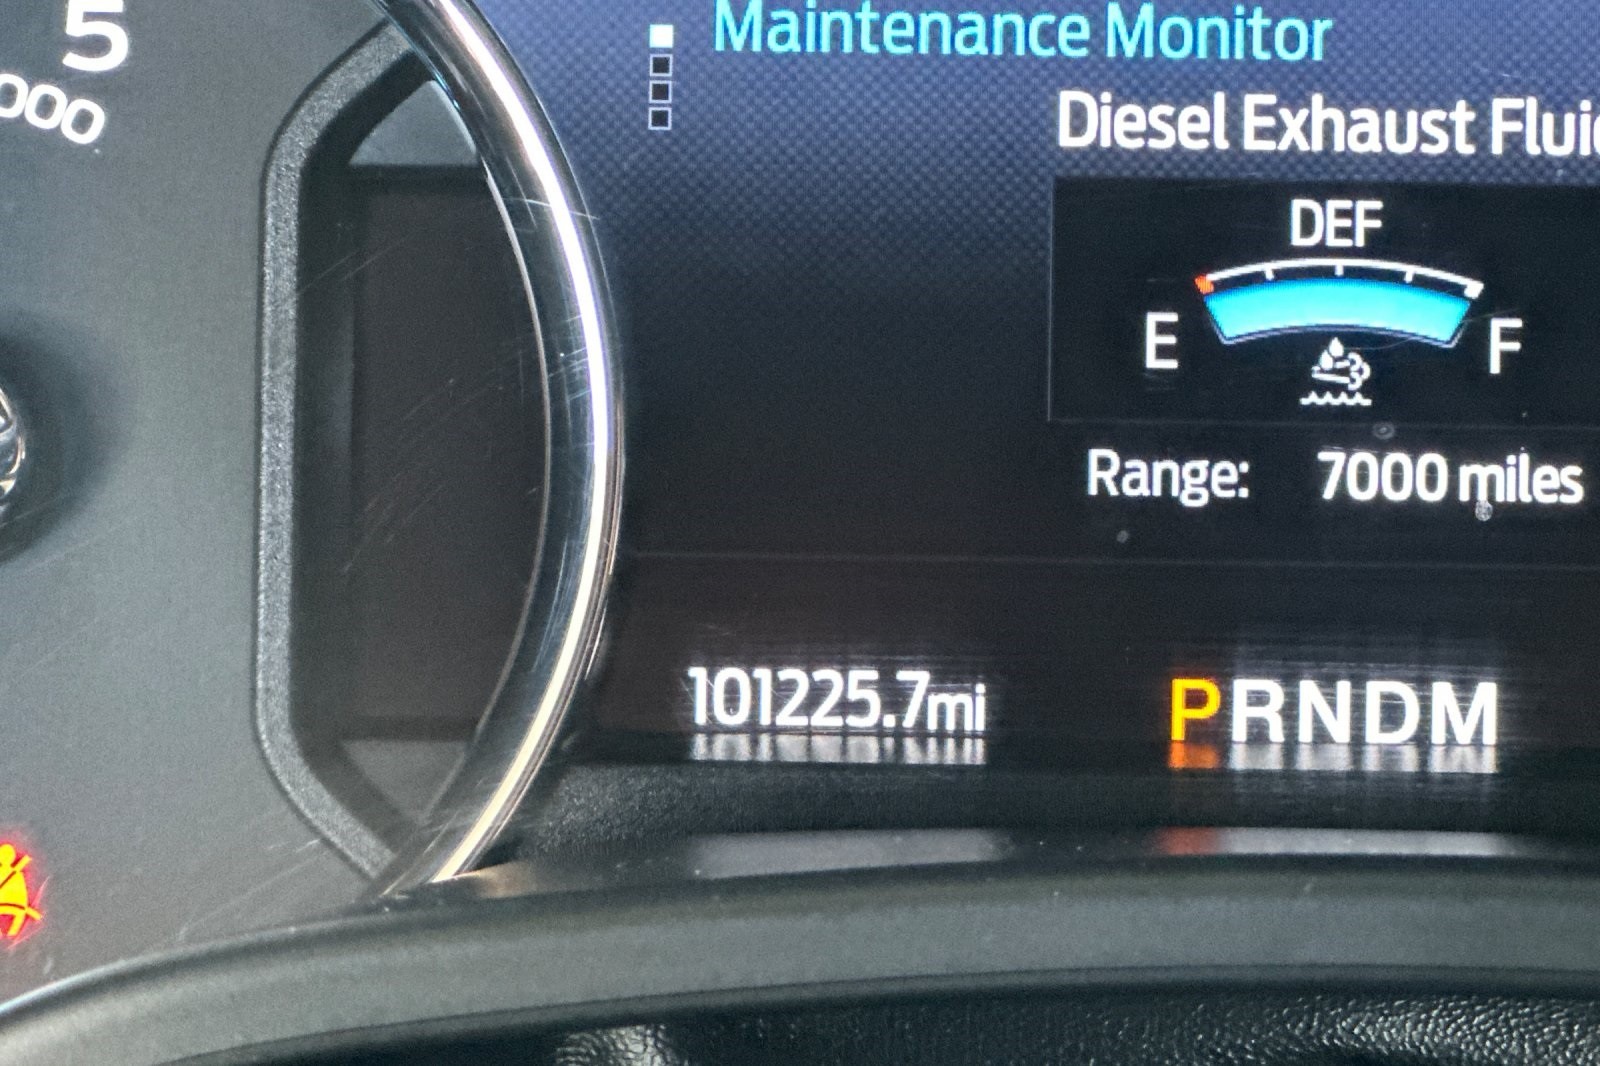 5
000
Maintenance Monitor
Diesel Exhaust Flui
DEF
E F
Range: 7000 miles
101225.7mi
PRNDM